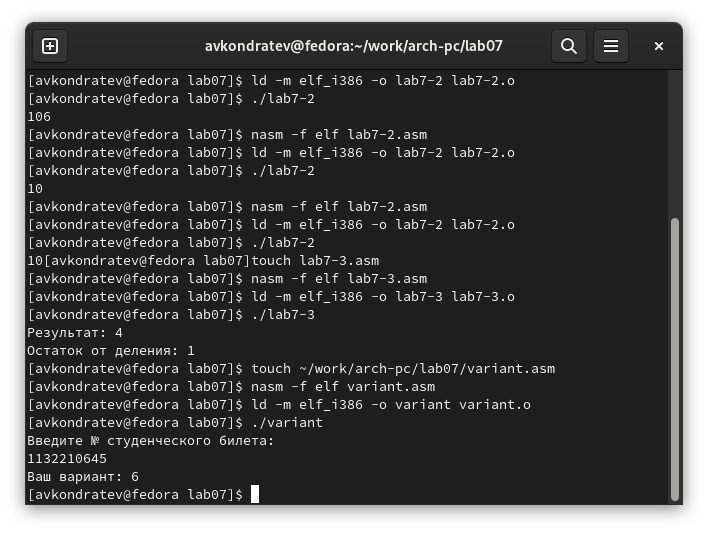 avkondratev@fedora:~/work/arch-pc/lab07
[avkondratev@fedora lab07]$ ld -m elf_i386 -o lab7-2 lab7-2.o
[avkondratev@fedora lab07]$ ./lab7-2
106
[avkondratev@fedora lab07]$ nasm -f elf lab7-2.asm
[avkondratev@fedora lab07]$ ld -m elf_i386 -o lab7-2 lab7-2.o
[avkondratev@fedora lab07]$ ./lab7-2
10
[avkondratev@fedora lab07]$ nasm -f elf lab7-2.asm
[avkondratev@fedora lab07]$ ld -m elf_i386 -o lab7-2 lab7-2.o
[avkondratev@fedora lab07]$ ./lab7-2
10[avkondratev@fedora lab07]touch lab7-3.asm
[avkondratev@fedora lab07]$ nasm -f elf lab7-3.asm
[avkondratev@fedora lab07]$ ld -m elf_i386 -o lab7-3 lab7-3.o
[avkondratev@fedora lab07]$ ./lab7-3
Результат: 4
Остаток от деления: 1
[avkondratev@fedora lab07]$ touch ~/work/arch-pc/lab07/variant.asm
[avkondratev@fedora lab07]$ nasm -f elf variant.asm
[avkondratev@fedora lab07]$ ld -m elf_i386 -o variant variant.o
[avkondratev@fedora lab07]$ ./variant
Введите № студенческого билета:
1132210645
Ваш вариант: 6
[avkondratev@fedora lab07]$